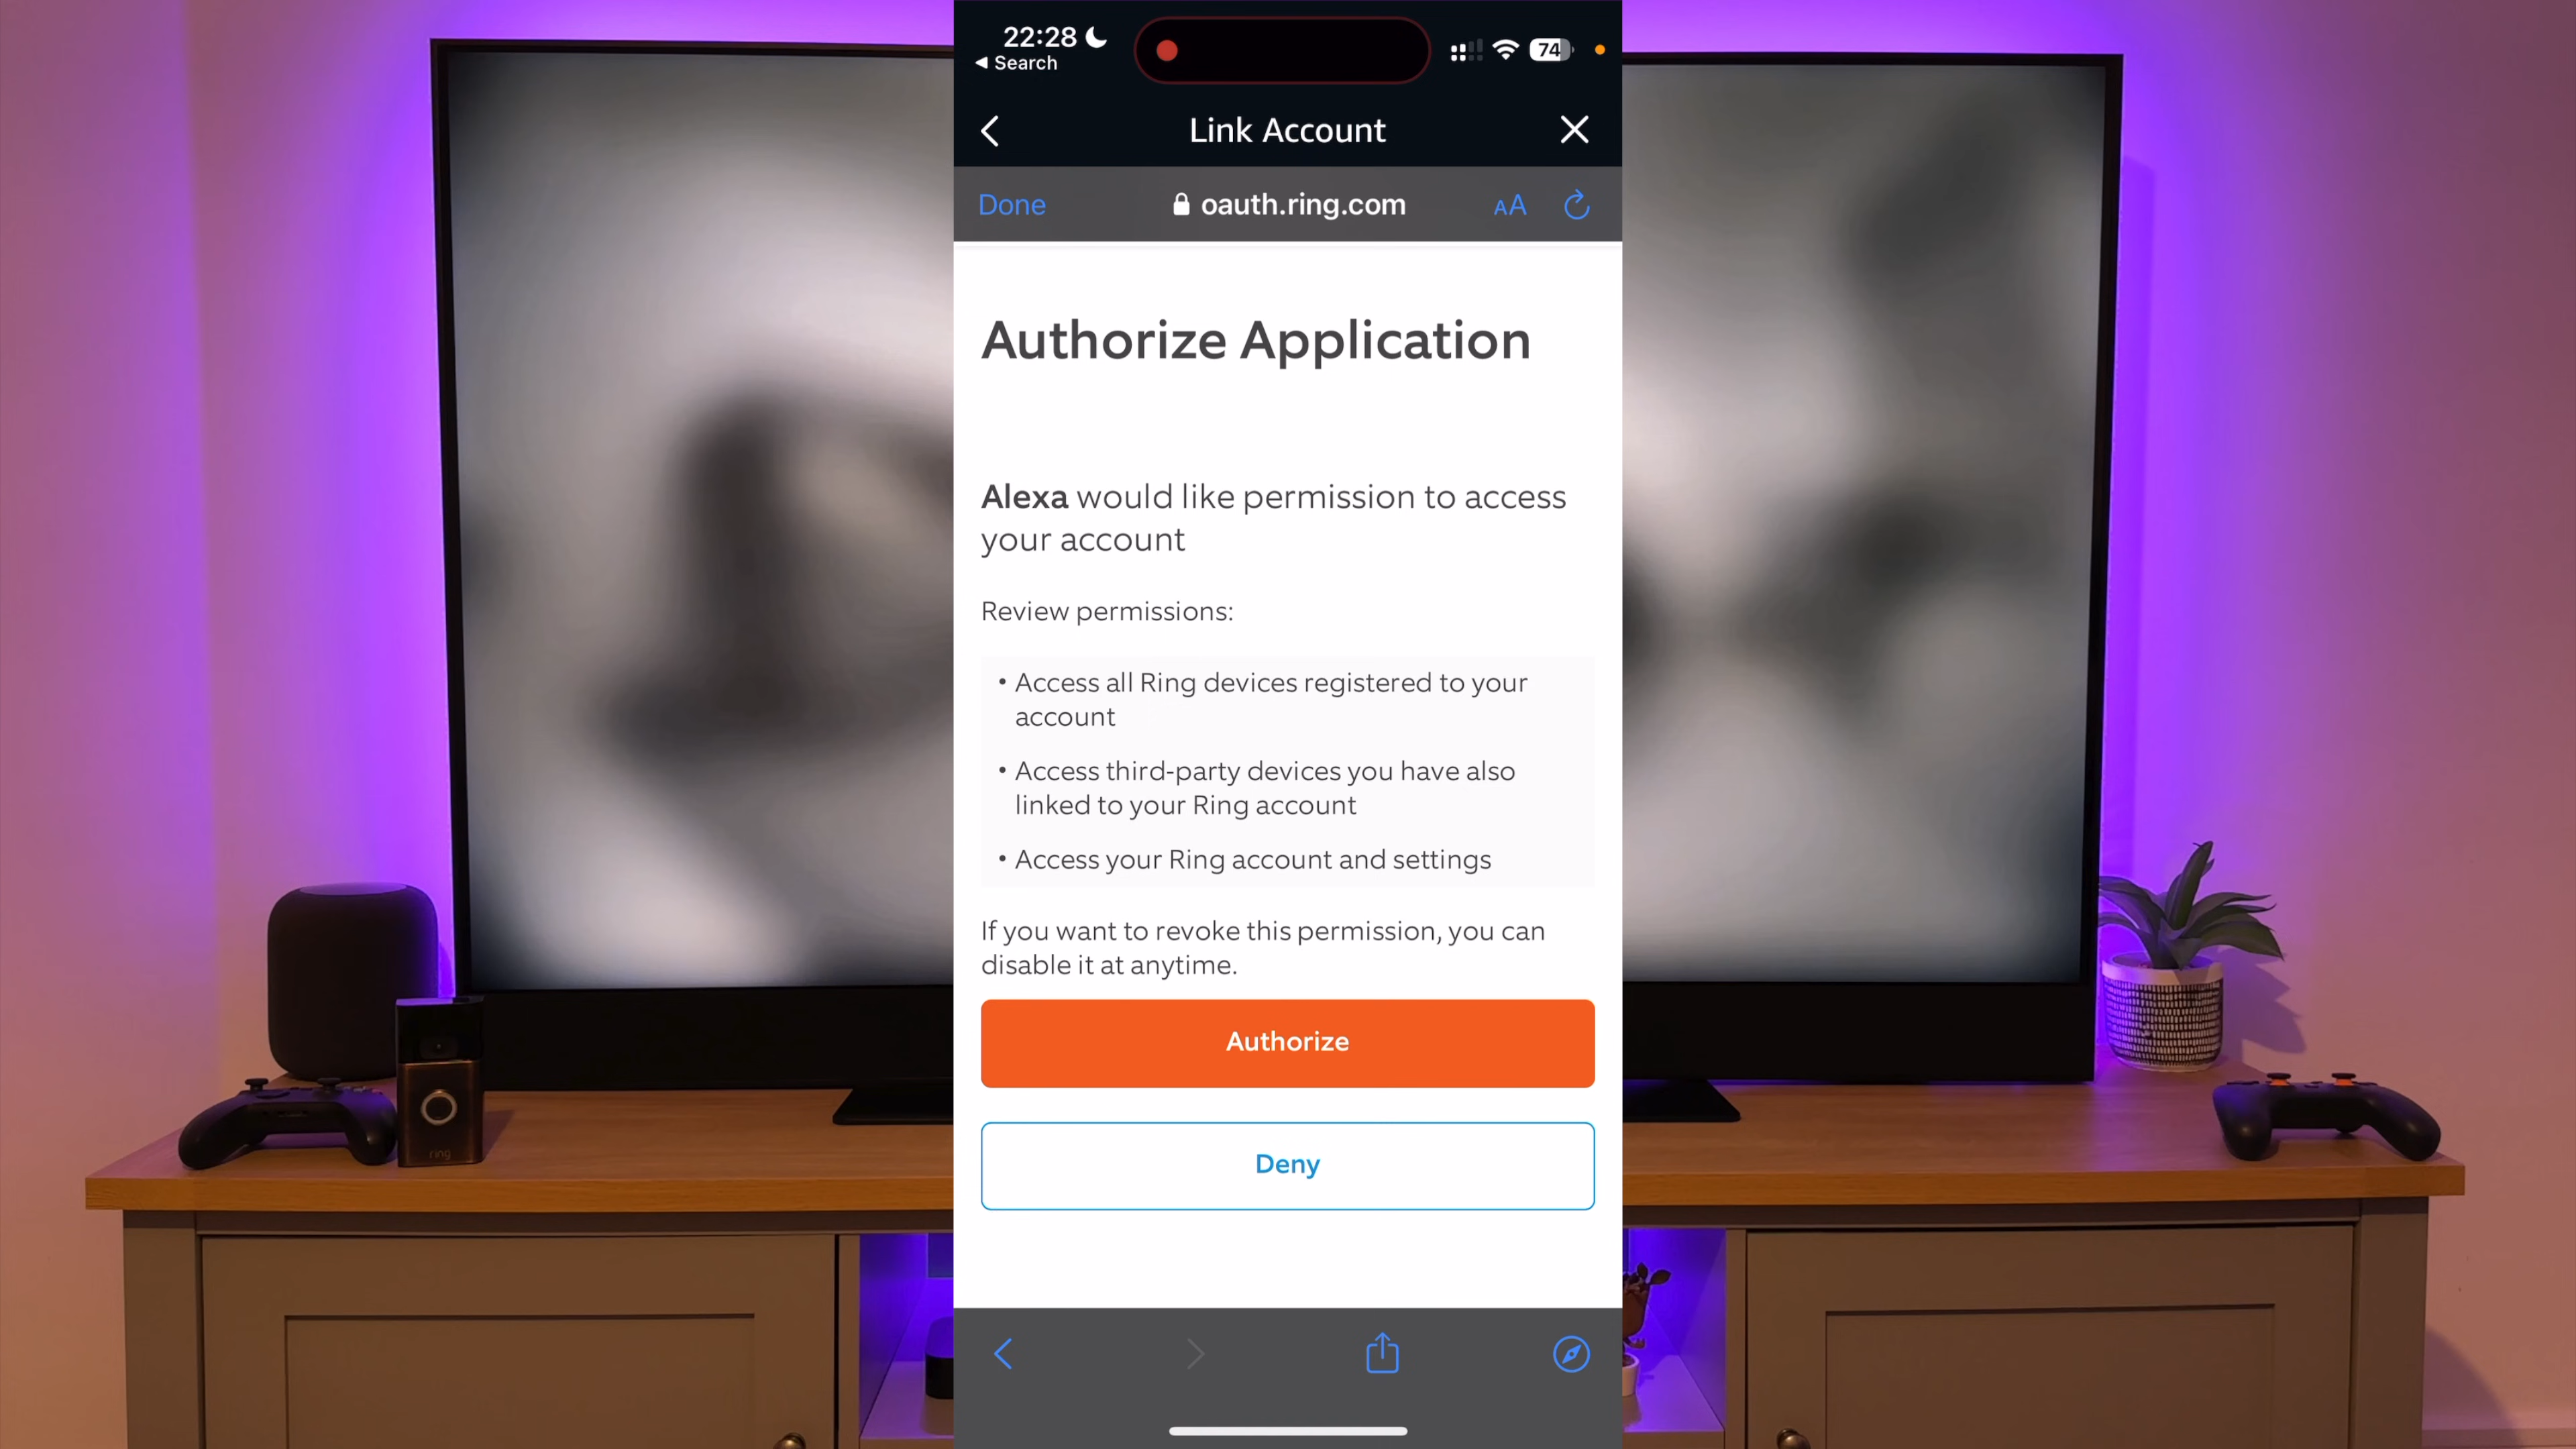 22:28
Search
74
Link Account
Done
oauth.ring.com
AA
Authorize Application
Alexa would like permission to access
your account
Review permissions:
• Access all Ring devices registered to your
account
• Access third-party devices you have also
linked to your Ring account
• Access your Ring account and settings
If you want to revoke this permission, you can
disable it at anytime.
Authorize
ring
Deny